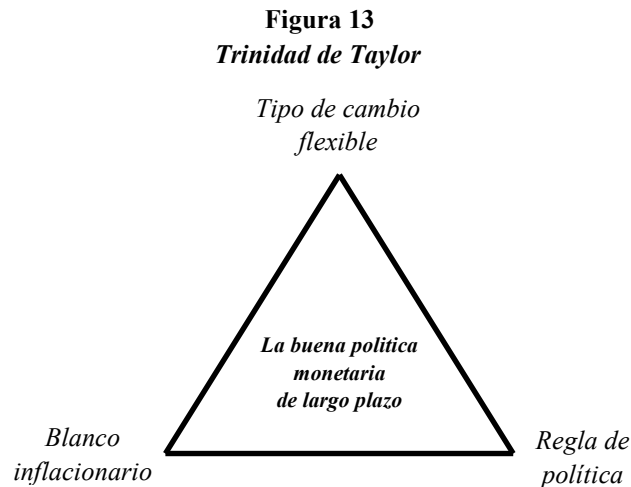 Figura 13
Trinidad de Taylor
Tipo de cambio
flexible
La buena politica
monetaria
de largo plazo
Blanco
inflacionario
Regla de
política